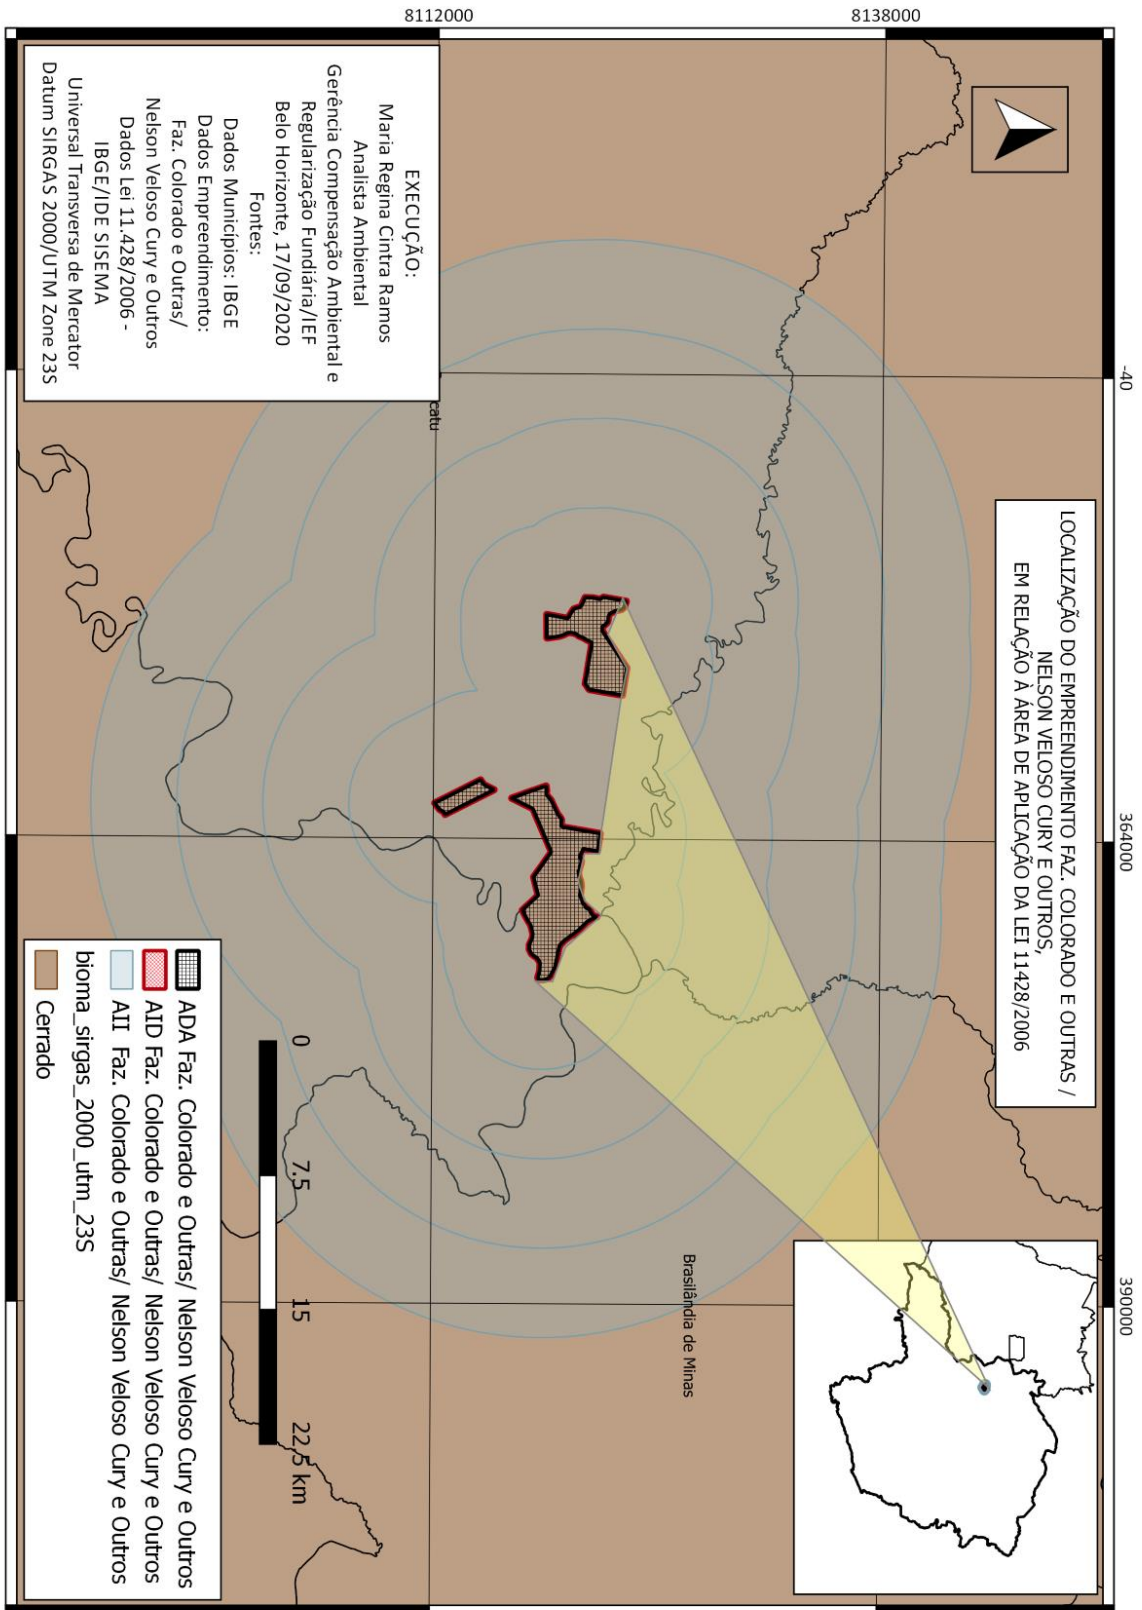 LOCALIZAÇÃO DO EMPREENDIMENTO FAZ. COLORADO E OUTRAS /
NELSON VELOSO CURY E OUTROS,
EM RELAÇÃO À ÁREA DE APLICAÇÃO DA LEI 11428/2006
-40
364000
390000
8138000
8112000
Brasilândia de Minas
catu
EXECUÇÃO:
Maria Regina Cintra Ramos
Analista Ambiental
Gerência Compensação Ambiental e
Regularização Fundiária/IEF
Belo Horizonte, 17/09/2020
Fontes:
Dados Municípios: IBGE
Dados Empreendimento:
Faz. Colorado e Outras/
Nelson Veloso Cury e Outros
Dados Lei 11.428/2006 -
IBGE/IDE SISEMA
Universal Transversa de Mercator
Datum SIRGAS 2000/UTM Zone 23S
0 7.5 15 22.5 km
ADA Faz. Colorado e Outras/ Nelson Veloso Cury e Outros
AID Faz. Colorado e Outras/ Nelson Veloso Cury e Outros
AII Faz. Colorado e Outras/ Nelson Veloso Cury e Outros
bioma_sirgas_2000_utm_23S
Cerrado